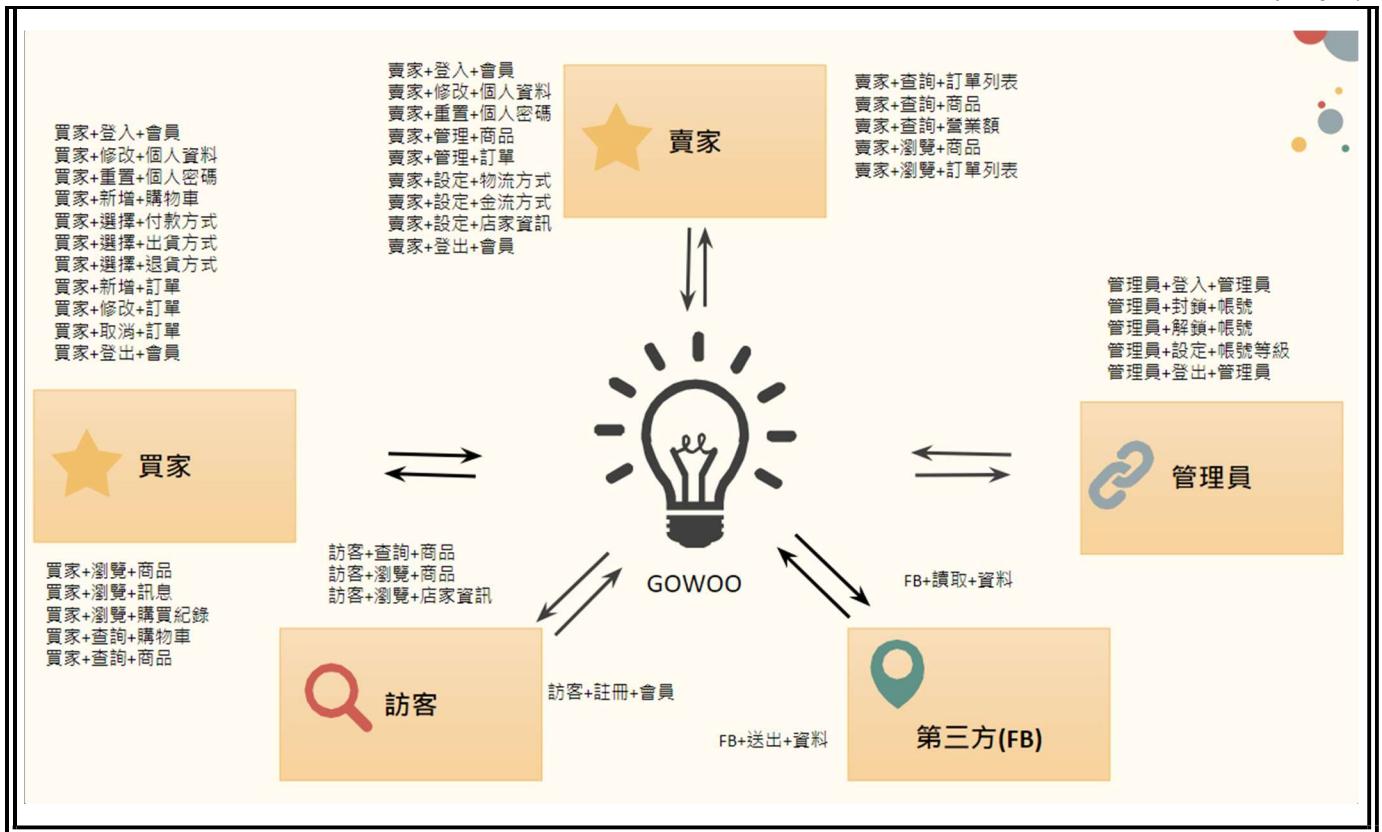 賣家+登入+會員
賣家+修改+個人資料
賣家+重置+個人密碼
賣家+管理+商品
賣家+管理+訂單
賣家+設定+物流方式
賣家+設定+金流方式
賣家+設定+店家資訊
賣家+登出+會員
賣家
賣家+查詢+訂單列表
賣家+查詢+商品
賣家+查詢+營業額
賣家+瀏覽+商品
賣家+瀏覽+訂單列表
買家+登入+會員
買家+修改+個人資料
買家+重置+個人密碼
買家+新增+購物車
買家+選擇+付款方式
買家+選擇+出貨方式
買家+選擇+退貨方式
買家+新增+訂單
買家+修改+訂單
買家+取消+訂單
買家+登出+會員
買家
買家+瀏覽+商品
買家+瀏覽+訊息
買家+瀏覽+購買紀錄
買家+查詢+購物車
買家+查詢+商品
管理員+登入+管理員
管理員+封鎖+帳號
管理員+解鎖+帳號
管理員+設定+帳號等級
管理員+登出+管理員
管理員
GOWOO
訪客+查詢+商品
訪客+瀏覽+商品
訪客+瀏覽+店家資訊
訪客
訪客+註冊+會員
FB+讀取+資料
FB+送出+資料
第三方(FB)